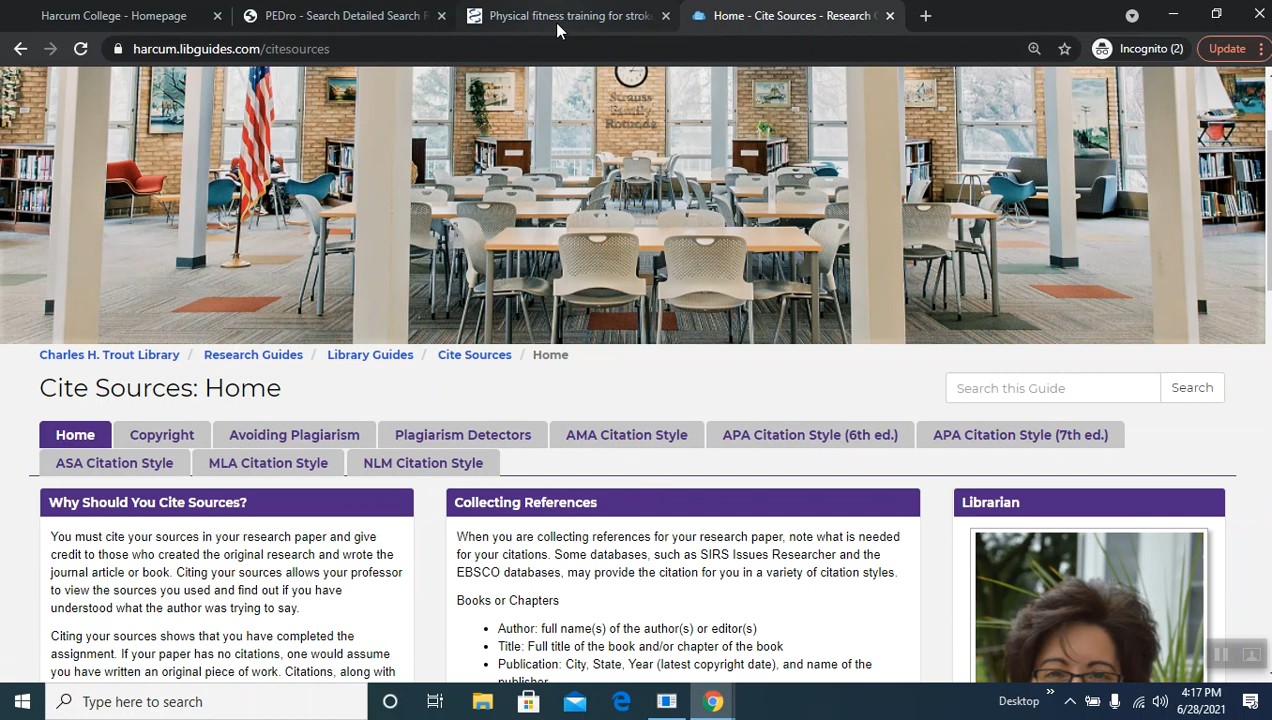 Harcum College - Homepage
PEDro - Search Detailed Search R
Physical fitness training for strok
Home - Cite Sources - Research G
harcum.libguides.com/citesources
Incognito (2)
Update
Strauss
Family
Rotunda
Charles H. Trout Library / Research Guides / Library Guides / Cite Sources / Home
Cite Sources: Home
Search this Guide
Search
Home
Copyright
Avoiding Plagiarism
Plagiarism Detectors
AMA Citation Style
APA Citation Style (6th ed.)
APA Citation Style (7th ed.)
ASA Citation Style
MLA Citation Style
NLM Citation Style
Why Should You Cite Sources?
You must cite your sources in your research paper and give
credit to those who created the original research and wrote the
journal article or book. Citing your sources allows your professor
to view the sources you used and find out if you have
understood what the author was trying to say.
Citing your sources shows that you have completed the
assignment. If your paper has no citations, one would assume
you have written an original piece of work. Citations, along with
Collecting References
When you are collecting references for your research paper, note what is needed
for your citations. Some databases, such as SIRS Issues Researcher and the
EBSCO databases, may provide the citation for you in a variety of citation styles.
Books or Chapters
• Author: full name(s) of the author(s) or editor(s)
• Title: Full title of the book and/or chapter of the book
• Publication: City, State, Year (latest copyright date), and name of the
publisher
Librarian
Type here to search
Desktop
4:17 PM
6/28/2021